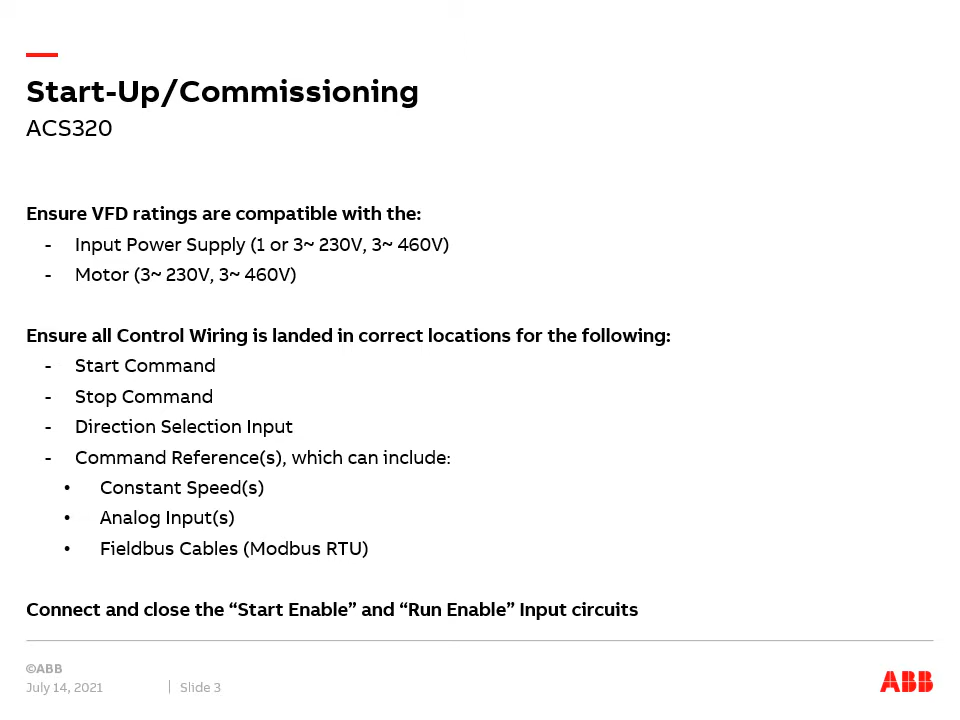 Start-Up/Commissioning
ACS320
Ensure VFD ratings are compatible with the:
- Input Power Supply (1 or 3~ 230V, 3~ 460V)
- Motor (3~ 230V, 3~ 460V)
Ensure all Control Wiring is landed in correct locations for the following:
- Start Command
- Stop Command
- Direction Selection Input
- Command Reference(s), which can include:
• Constant Speed(s)
• Analog Input(s)
• Fieldbus Cables (Modbus RTU)
Connect and close the “Start Enable” and “Run Enable” Input circuits
©ABB
July 14, 2021 | Slide 3
ABB